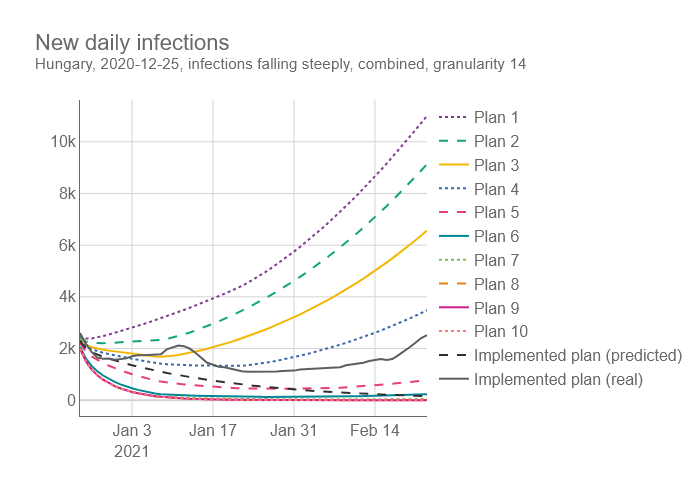 New daily infections
Hungary, 2020-12-25, infections falling steeply, combined, granularity 14
10k
8k
6k
4k
2k
0
Jan 3
2021
Jan 17
Jan 31
Feb 14
Plan 1
Plan 2
Plan 3
Plan 4
Plan 5
Plan 6
Plan 7
Plan 8
Plan 9
Plan 10
Implemented plan (predicted)
Implemented plan (real)